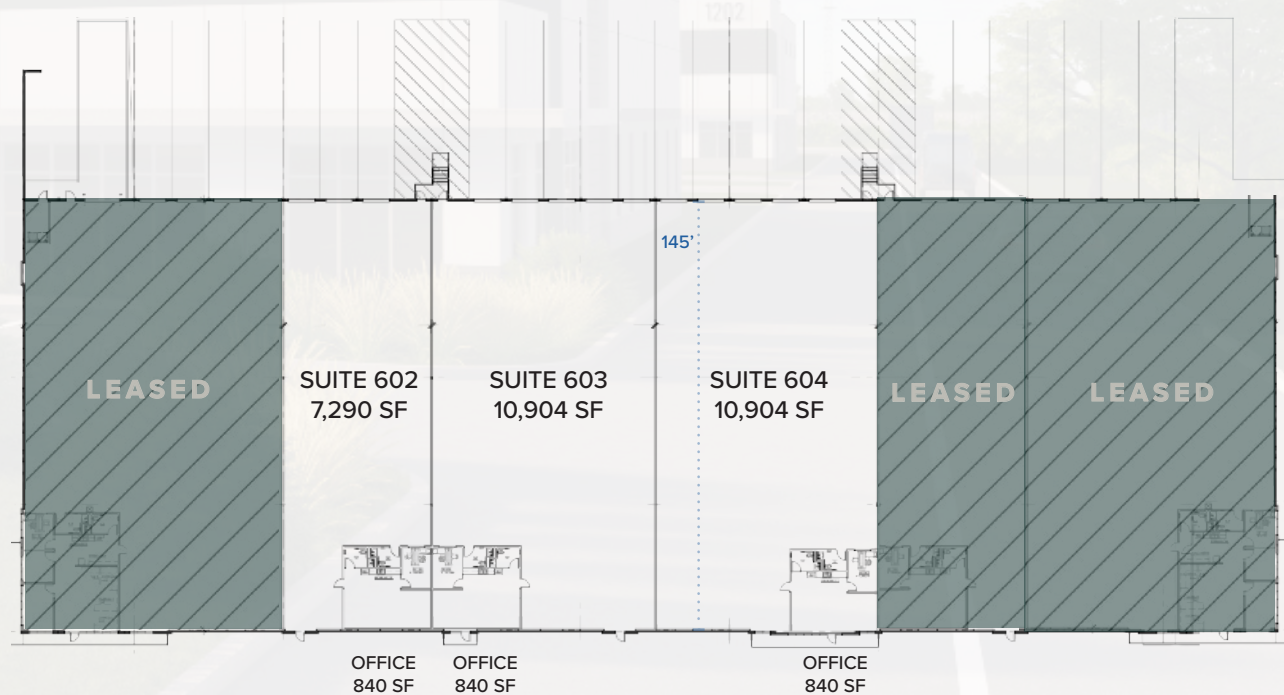 1202
145'
LEASED
SUITE 602
7,290 SF
SUITE 603
10,904 SF
SUITE 604
10,904 SF
LEASED
LEASED
OFFICE
840 SF
OFFICE
840 SF
OFFICE
840 SF